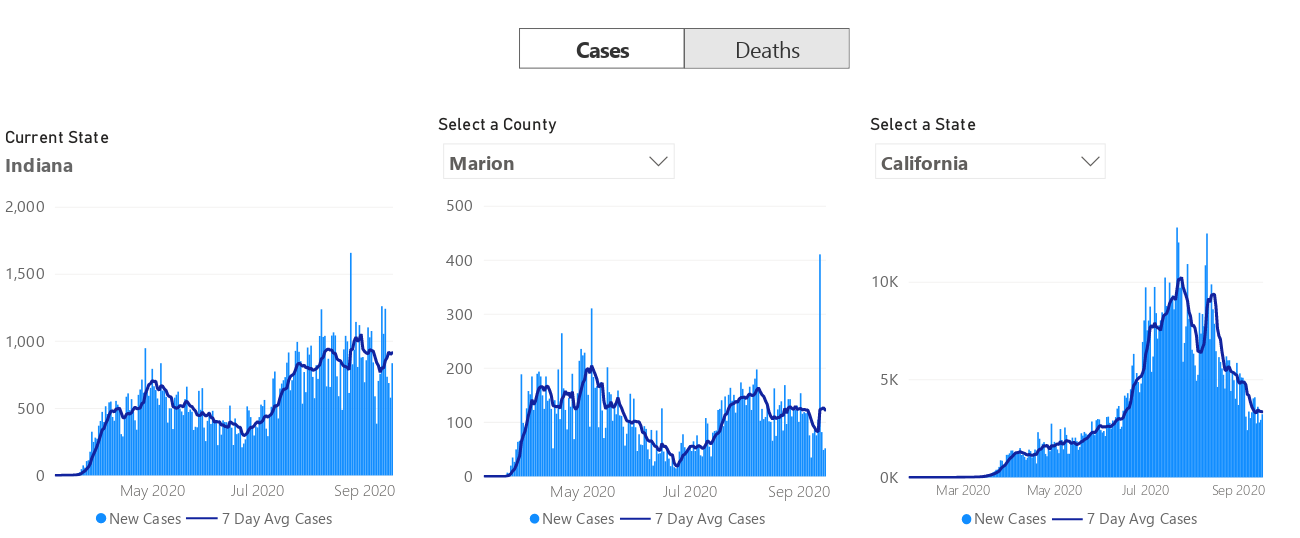 Cases Deaths
Current State
Indiana
2,000
1,500
1,000
500
0
May 2020 Jul 2020 Sep 2020
New Cases 7 Day Avg Cases
Select a County
Marion
500
400
300
200
100
0
May 2020 Jul 2020 Sep 2020
New Cases 7 Day Avg Cases
Select a State
California
10K
5K
0K
Mar 2020 May 2020 Jul 2020 Sep 2020
New Cases 7 Day Avg Cases